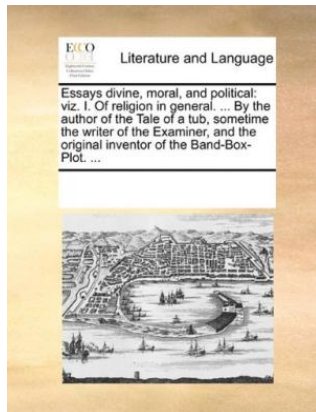 ECCO
Literature and Language
Essays divine, moral, and political:
viz. I. Of religion in general. ... By the
author of the Tale of a tub, sometime
the writer of the Examiner, and the
original inventor of the Band-Box-
Plot. ...